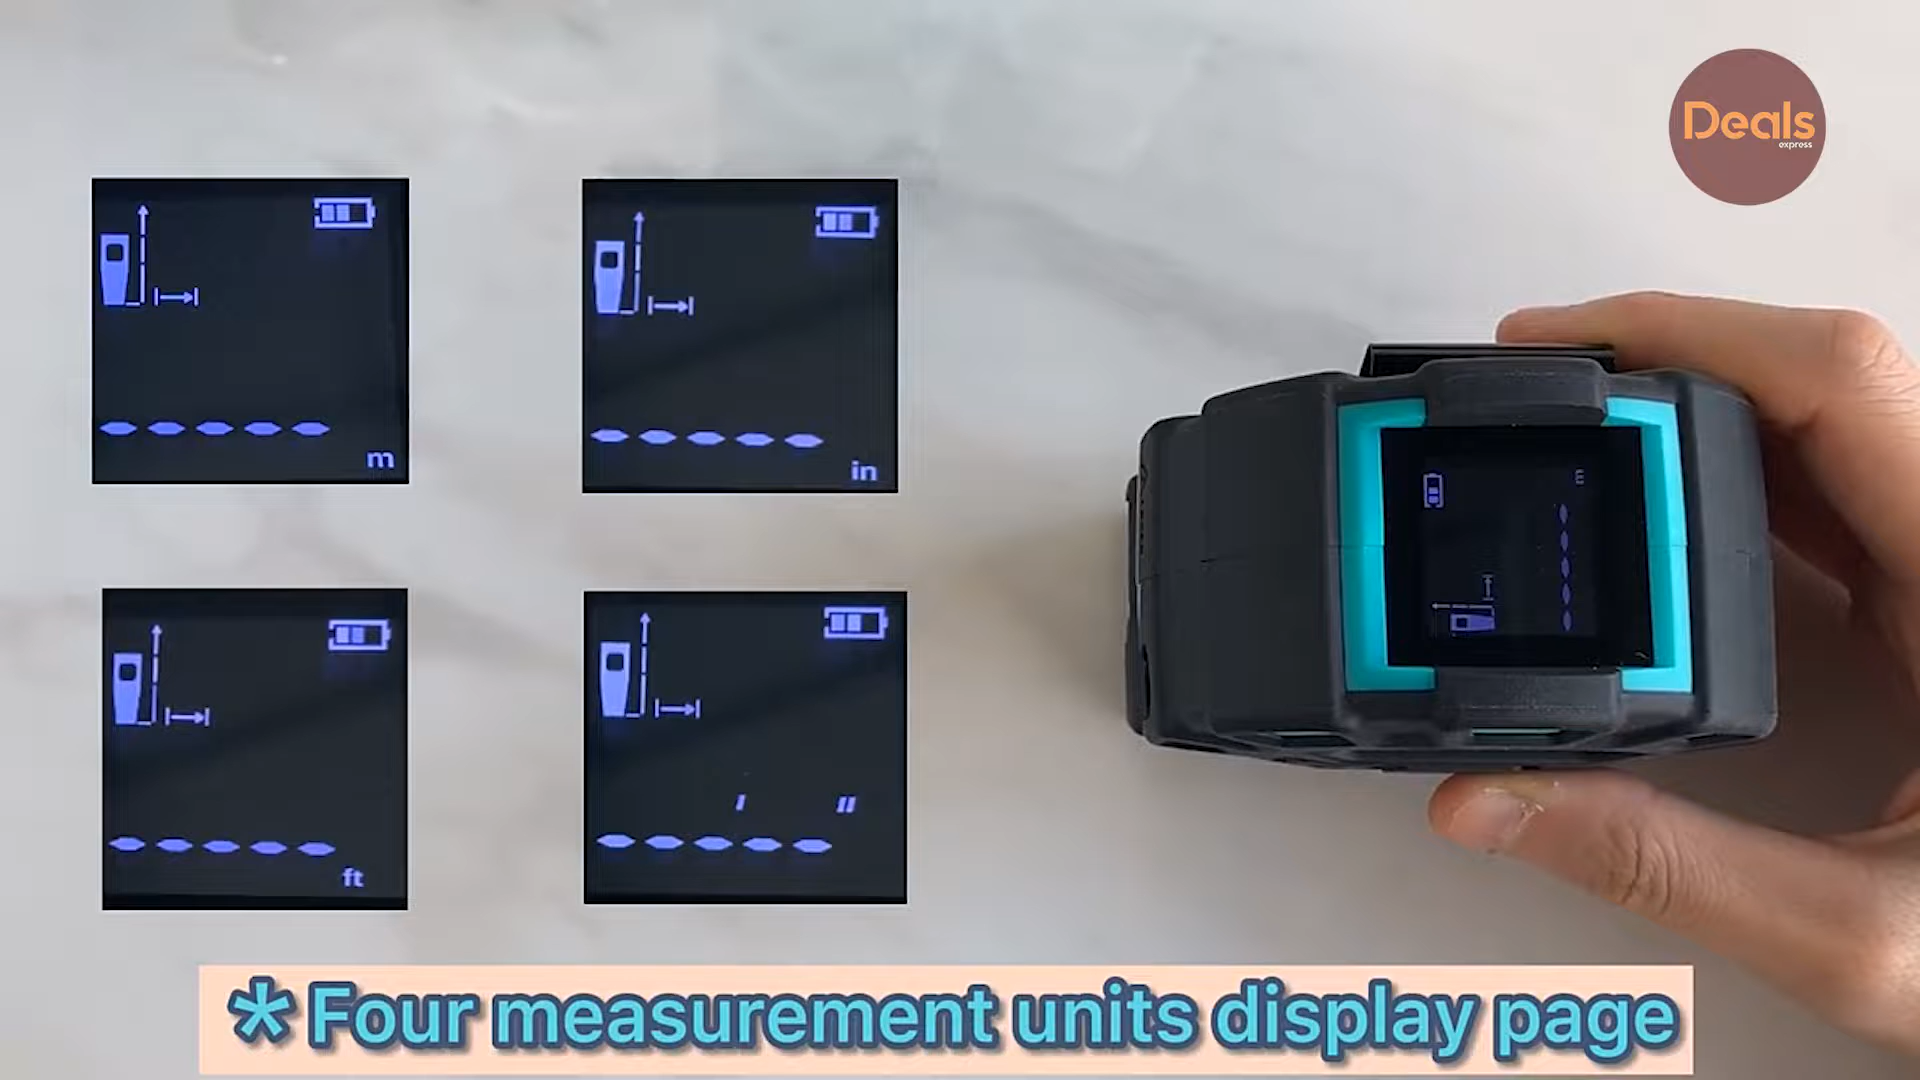 Deals
express
m
in
ft
' "
* Four measurement units display page
m